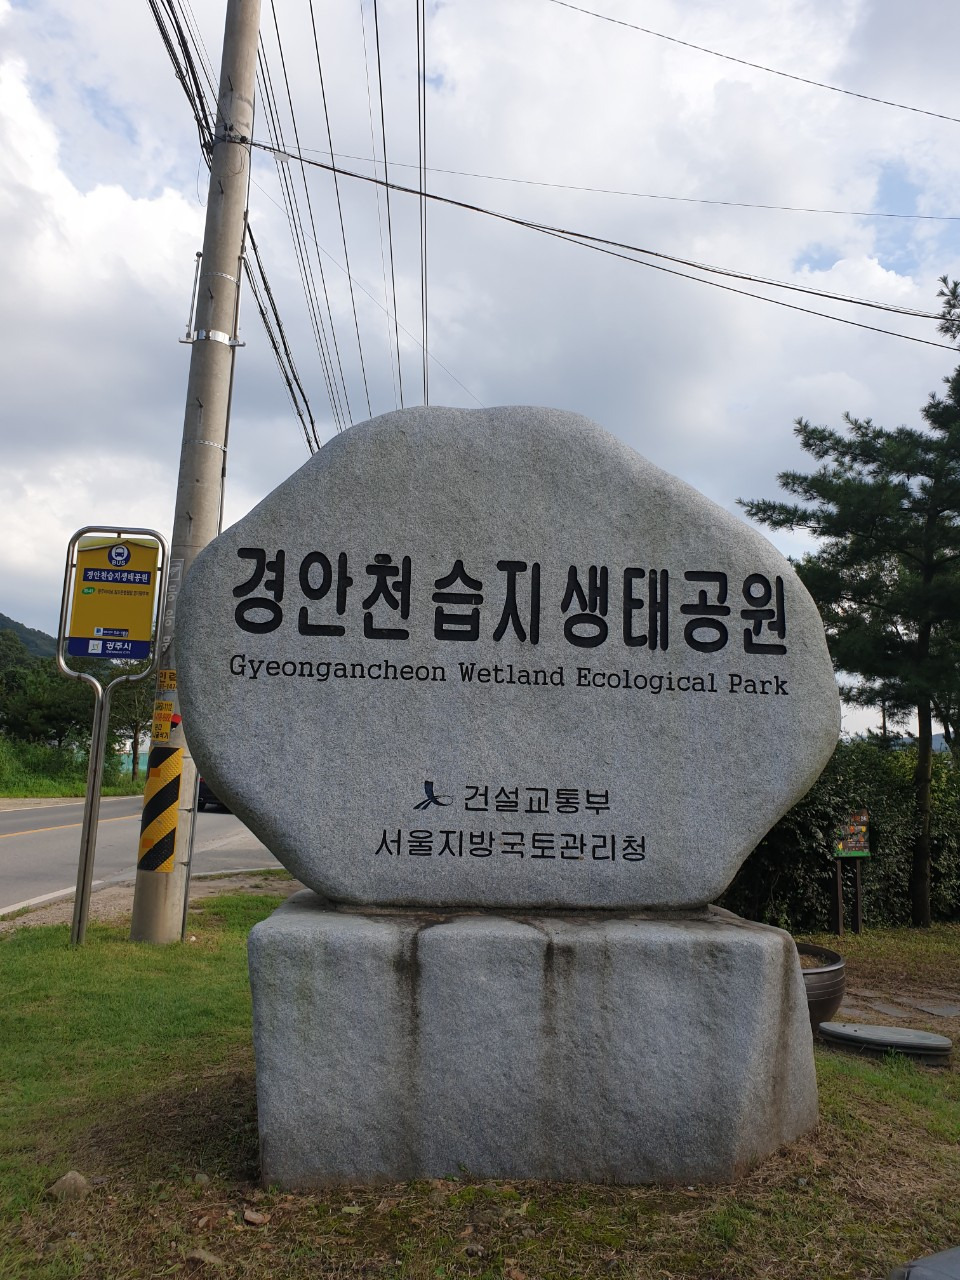 경안천습지생태공원
Gyeongancheon Wetland Ecological Park
건설교통부
서울지방국토관리청
BUS
경안천습지생태공원
광주시